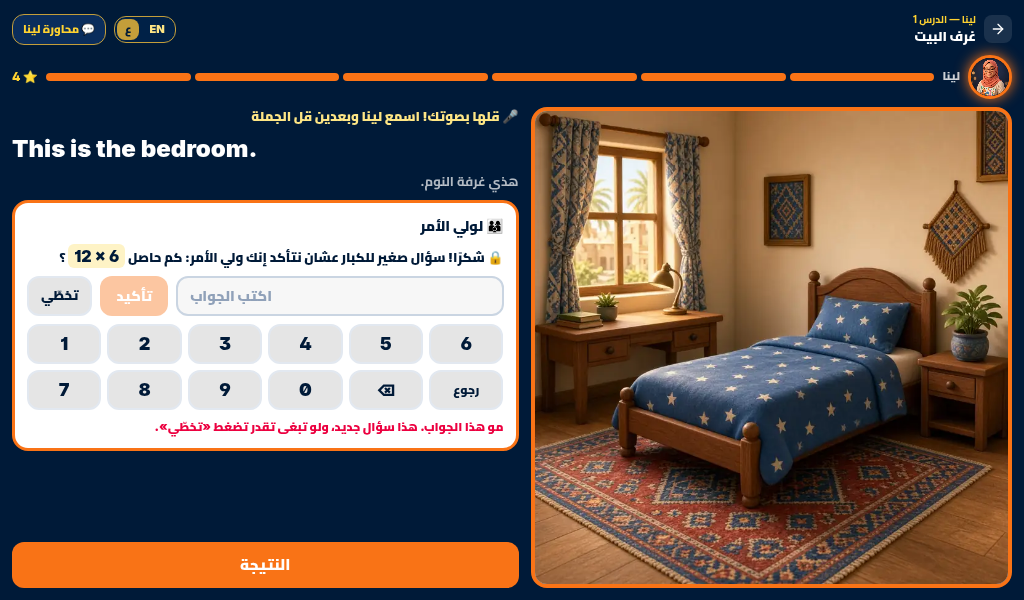 لينا — الدرس 1
غرف البيت
EN
ع
💬 محاورة لينا
لينا
4 ⭐
🎤 قلها بصوتك! اسمع لينا وبعدين قل الجملة
This is the bedroom.
هذي غرفة النوم.
👨‍👩‍👧 لولي الأمر
🔒 شكرًا! سؤال صغير للكبار عشان نتأكد إنك ولي الأمر: كم حاصل 6 × 12 ؟
اكتب الجواب
تأكيد
تخطّي
1 2 3 4 5 6
7 8 9 0 ⌫ رجوع
مو هذا الجواب. هذا سؤال جديد، ولو تبغى تقدر تضغط «تخطّي».
النتيجة